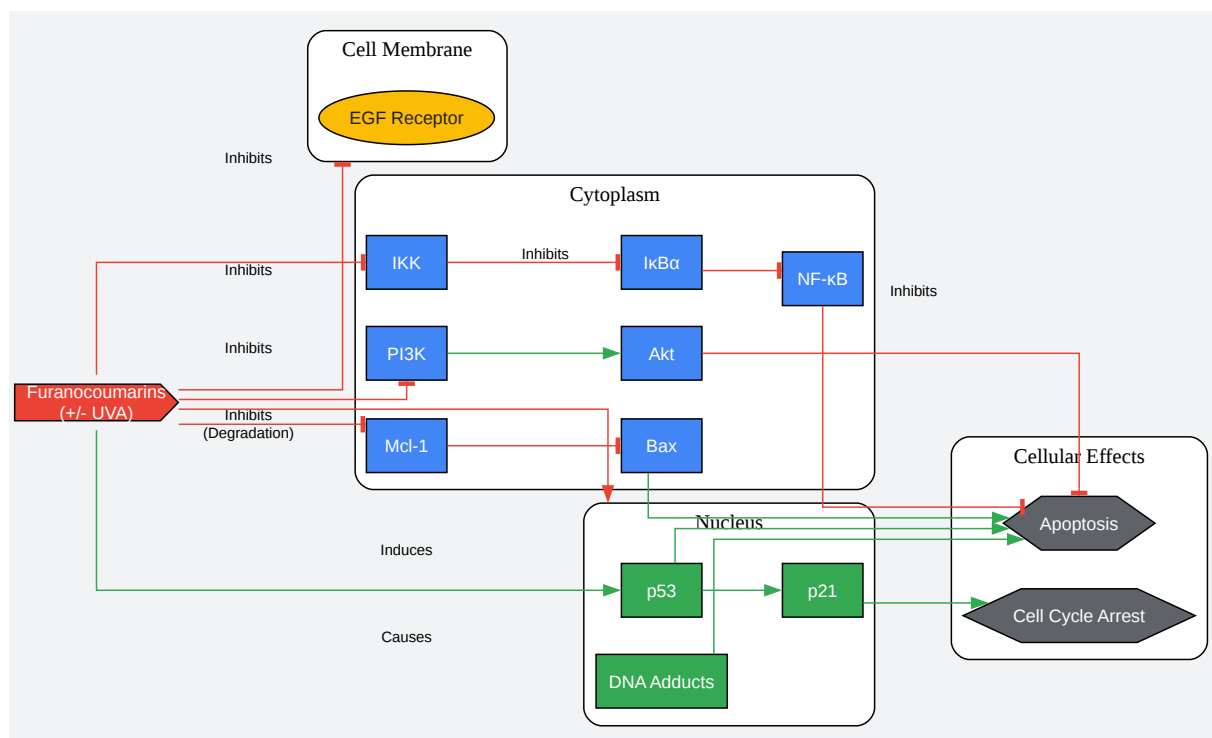 Cell Membrane
EGF Receptor
Inhibits
Cytoplasm
IKK
Inhibits
IκBα
NF-κB
Inhibits
Inhibits
PI3K
Akt
Inhibits
Furanocoumarins
(+/- UVA)
Inhibits
(Degradation)
Mcl-1
Bax
Cellular Effects
Apoptosis
Nucleus
Induces
p53
p21
Cell Cycle Arrest
Causes
DNA Adducts